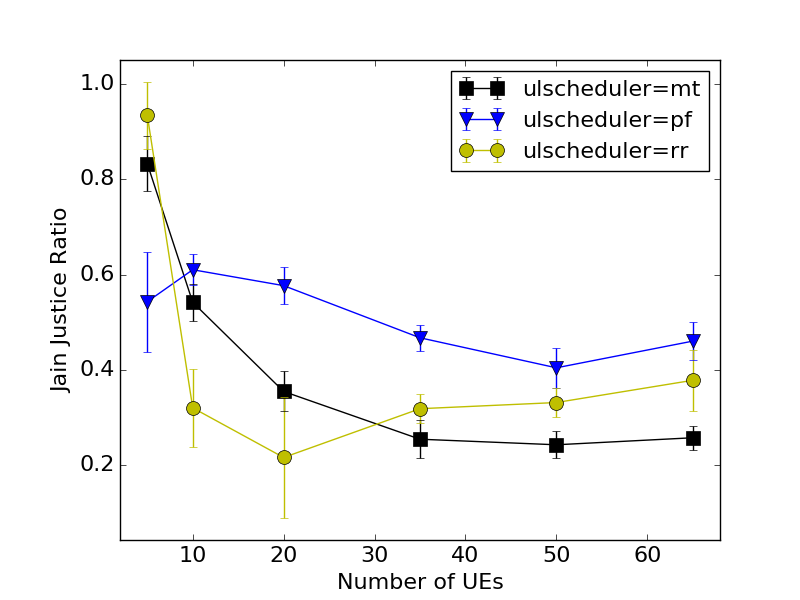 ulscheduler=mt
ulscheduler=pf
ulscheduler=rr
1.0
0.8
0.6
0.4
0.2
Jain Justice Ratio
10 20 30 40 50 60
Number of UEs